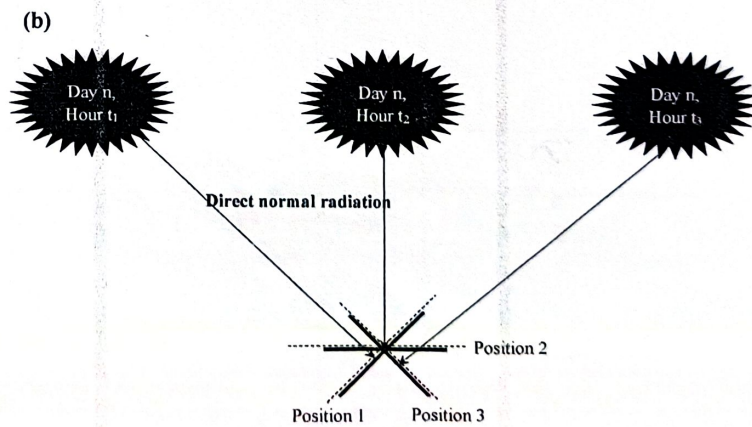 (b)
Day n,
Hour t₁
Day n,
Hour t₂
Day n,
Hour t₃
Direct normal radiation
Position 2
Position 1
Position 3